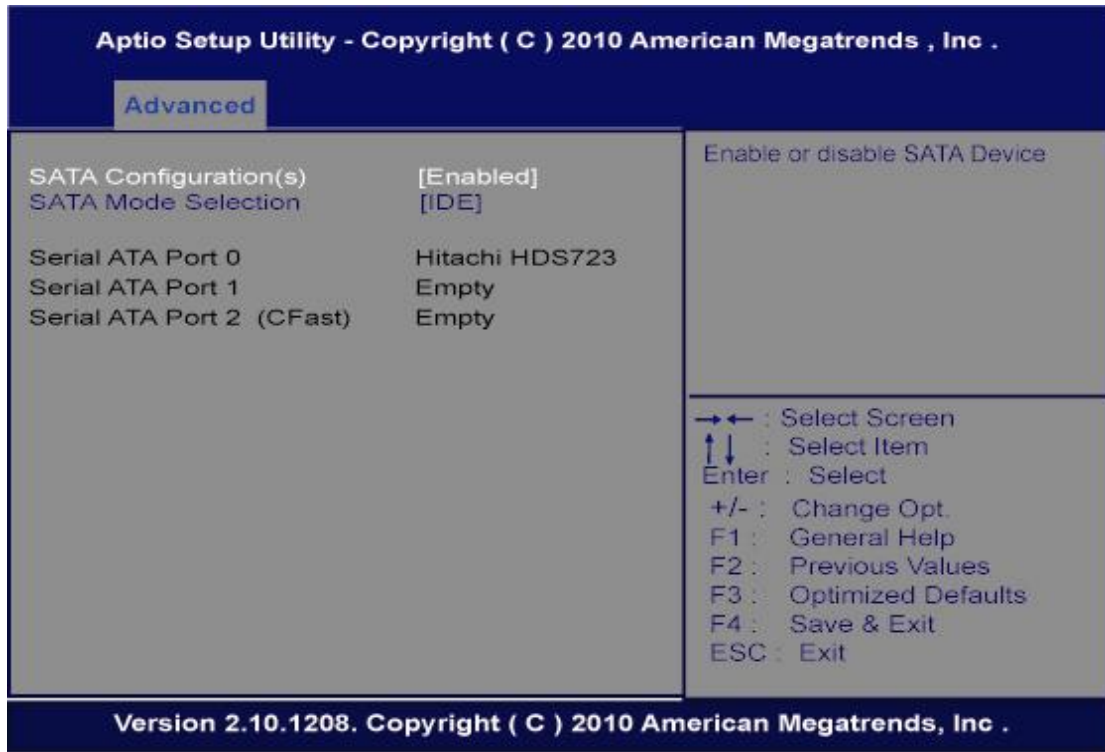 Aptio Setup Utility - Copyright ( C ) 2010 American Megatrends , Inc .
Advanced
SATA Configuration(s) [Enabled]
SATA Mode Selection [IDE]
Serial ATA Port 0 Hitachi HDS723
Serial ATA Port 1 Empty
Serial ATA Port 2 (CFast) Empty
Enable or disable SATA Device
→← : Select Screen
↑↓ : Select Item
Enter : Select
+/- : Change Opt.
F1 : General Help
F2 : Previous Values
F3 : Optimized Defaults
F4 : Save & Exit
ESC : Exit
Version 2.10.1208. Copyright ( C ) 2010 American Megatrends, Inc .